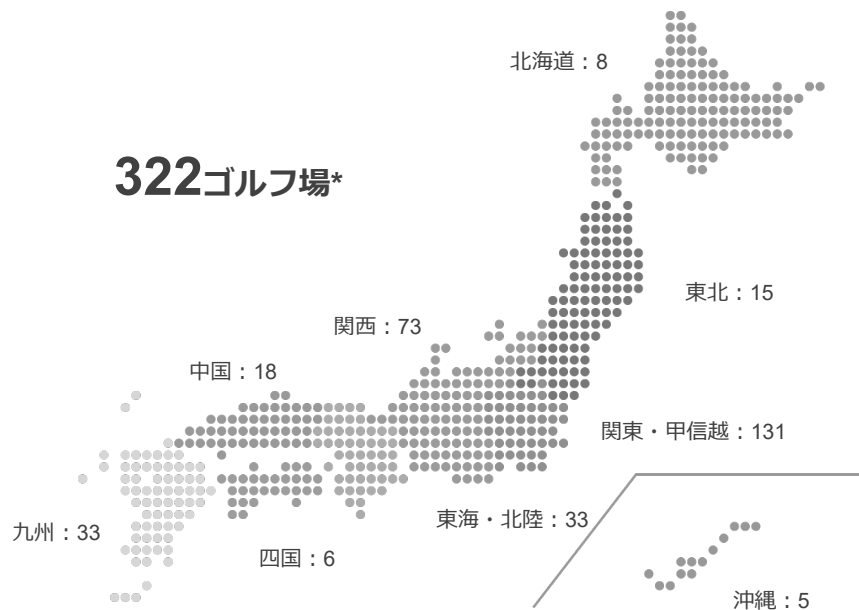 北海道：8
322ゴルフ場*
東北：15
関西：73
中国：18
関東・甲信越：131
東海・北陸：33
九州：33
四国：6
沖縄：5